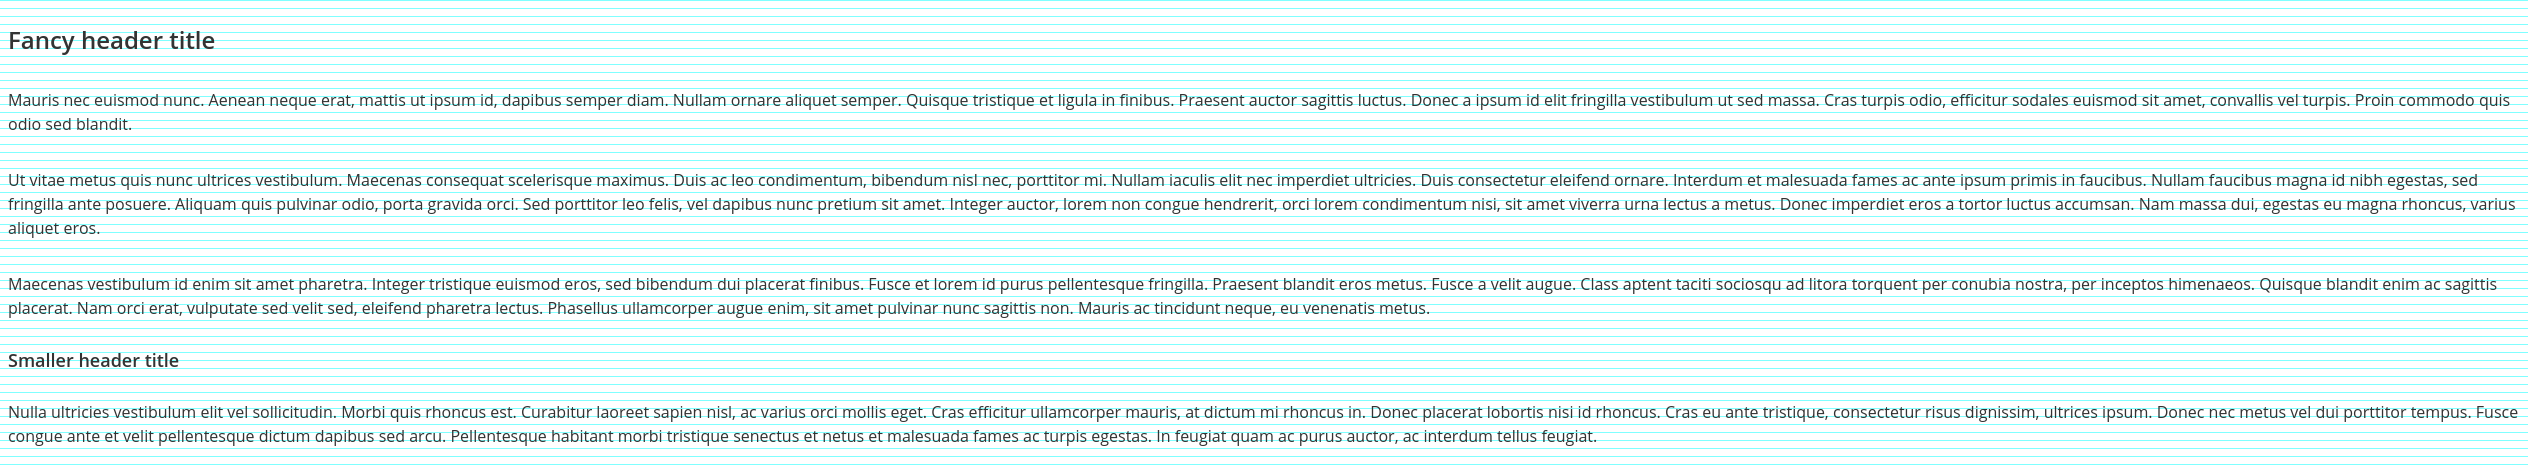 Fancy header title
Mauris nec euismod nunc. Aenean neque erat, mattis ut ipsum id, dapibus semper diam. Nullam ornare aliquet semper. Quisque tristique et ligula in finibus. Praesent auctor sagittis luctus. Donec a ipsum id elit fringilla vestibulum ut sed massa. Cras turpis odio, efficitur sodales euismod sit amet, convallis vel turpis. Proin commodo quis
odio sed blandit.
Ut vitae metus quis nunc ultrices vestibulum. Maecenas consequat scelerisque maximus. Duis ac leo condimentum, bibendum nisl nec, porttitor mi. Nullam iaculis elit nec imperdiet ultricies. Duis consectetur eleifend ornare. Interdum et malesuada fames ac ante ipsum primis in faucibus. Nullam faucibus magna id nibh egestas, sed
fringilla ante posuere. Aliquam quis pulvinar odio, porta gravida orci. Sed porttitor leo felis, vel dapibus nunc pretium sit amet. Integer auctor, lorem non congue hendrerit, orci lorem condimentum nisi, sit amet viverra urna lectus a metus. Donec imperdiet eros a tortor luctus accumsan. Nam massa dui, egestas eu magna rhoncus, varius
aliquet eros.
Maecenas vestibulum id enim sit amet pharetra. Integer tristique euismod eros, sed bibendum dui placerat finibus. Fusce et lorem id purus pellentesque fringilla. Praesent blandit eros metus. Fusce a velit augue. Class aptent taciti sociosqu ad litora torquent per conubia nostra, per inceptos himenaeos. Quisque blandit enim ac sagittis
placerat. Nam orci erat, vulputate sed velit sed, eleifend pharetra lectus. Phasellus ullamcorper augue enim, sit amet pulvinar nunc sagittis non. Mauris ac tincidunt neque, eu venenatis metus.
Smaller header title
Nulla ultricies vestibulum elit vel sollicitudin. Morbi quis rhoncus est. Curabitur laoreet sapien nisl, ac varius orci mollis eget. Cras efficitur ullamcorper mauris, at dictum mi rhoncus in. Donec placerat lobortis nisi id rhoncus. Cras eu ante tristique, consectetur risus dignissim, ultrices ipsum. Donec nec metus vel dui porttitor tempus. Fusce
congue ante et velit pellentesque dictum dapibus sed arcu. Pellentesque habitant morbi tristique senectus et netus et malesuada fames ac turpis egestas. In feugiat quam ac purus auctor, ac interdum tellus feugiat.